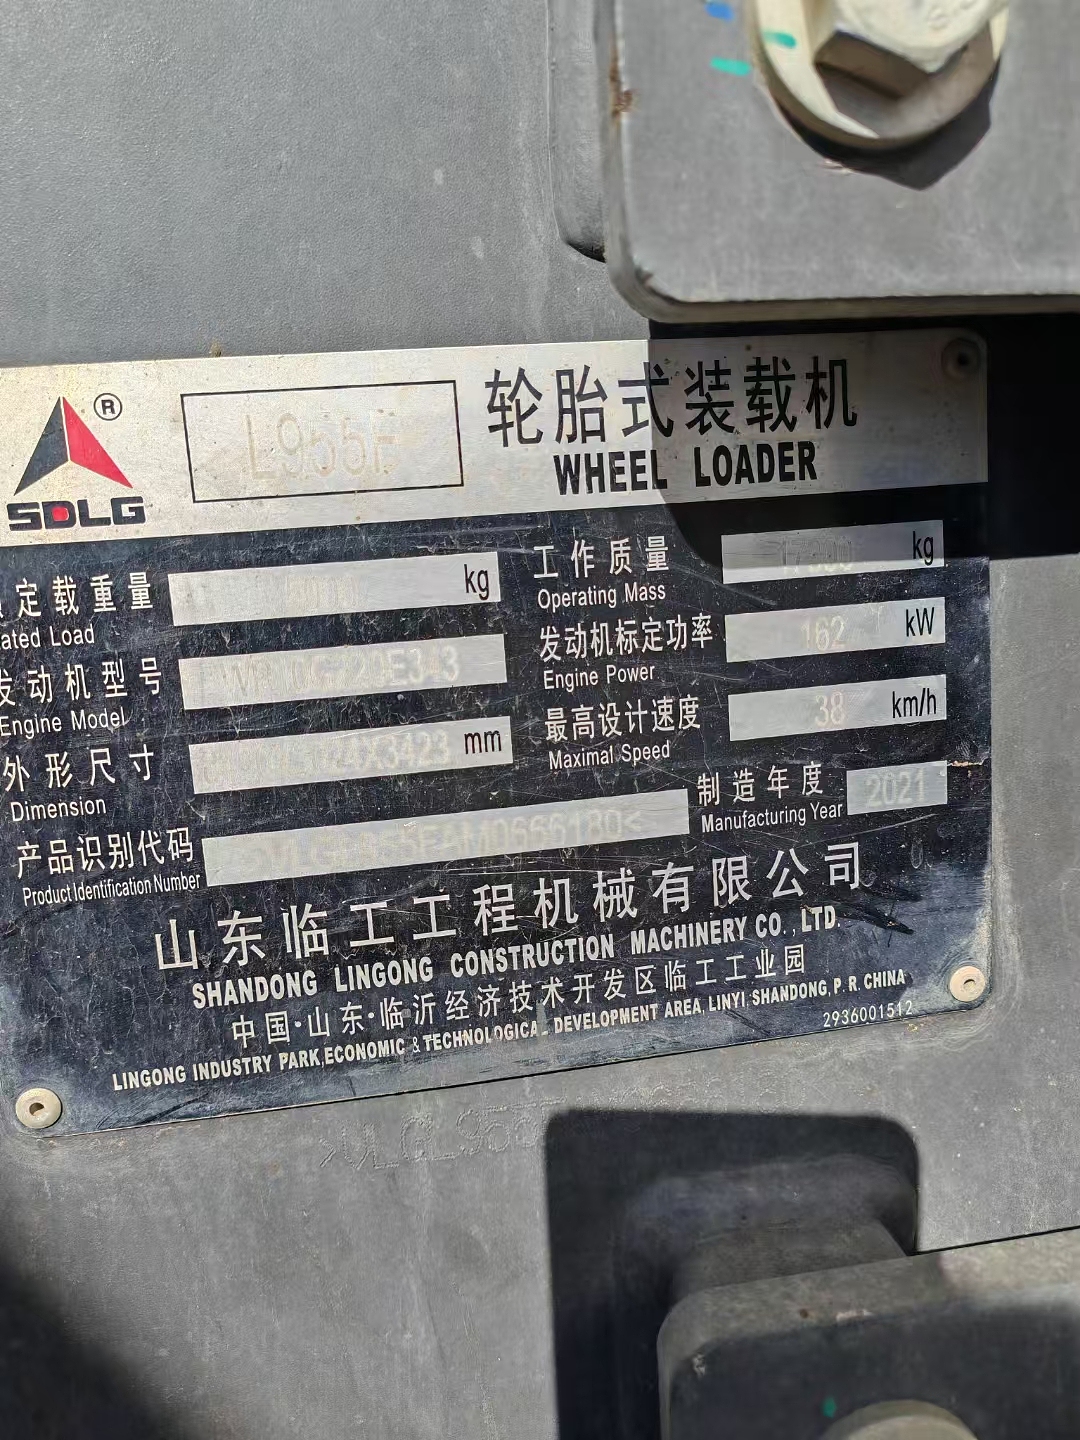 ®
SDLG
轮胎式装载机
WHEEL LOADER
定载重量 kg
ated Load
工作质量 kg
Operating Mass
发动机型号
Engine Model
发动机标定功率 162 kW
Engine Power
外形尺寸 mm
Dimension
最高设计速度 38 km/h
Maximal Speed
产品识别代码
Product Identification Number
制造年度 2021
Manufacturing Year
山东临工工程机械有限公司
SHANDONG LINGONG CONSTRUCTION MACHINERY CO., LTD.
中国·山东·临沂经济技术开发区临工工业园
LINGONG INDUSTRY PARK,ECONOMIC & TECHNOLOGICAL DEVELOPMENT AREA, LINYI SHANDONG, P. R. CHINA
2936001512